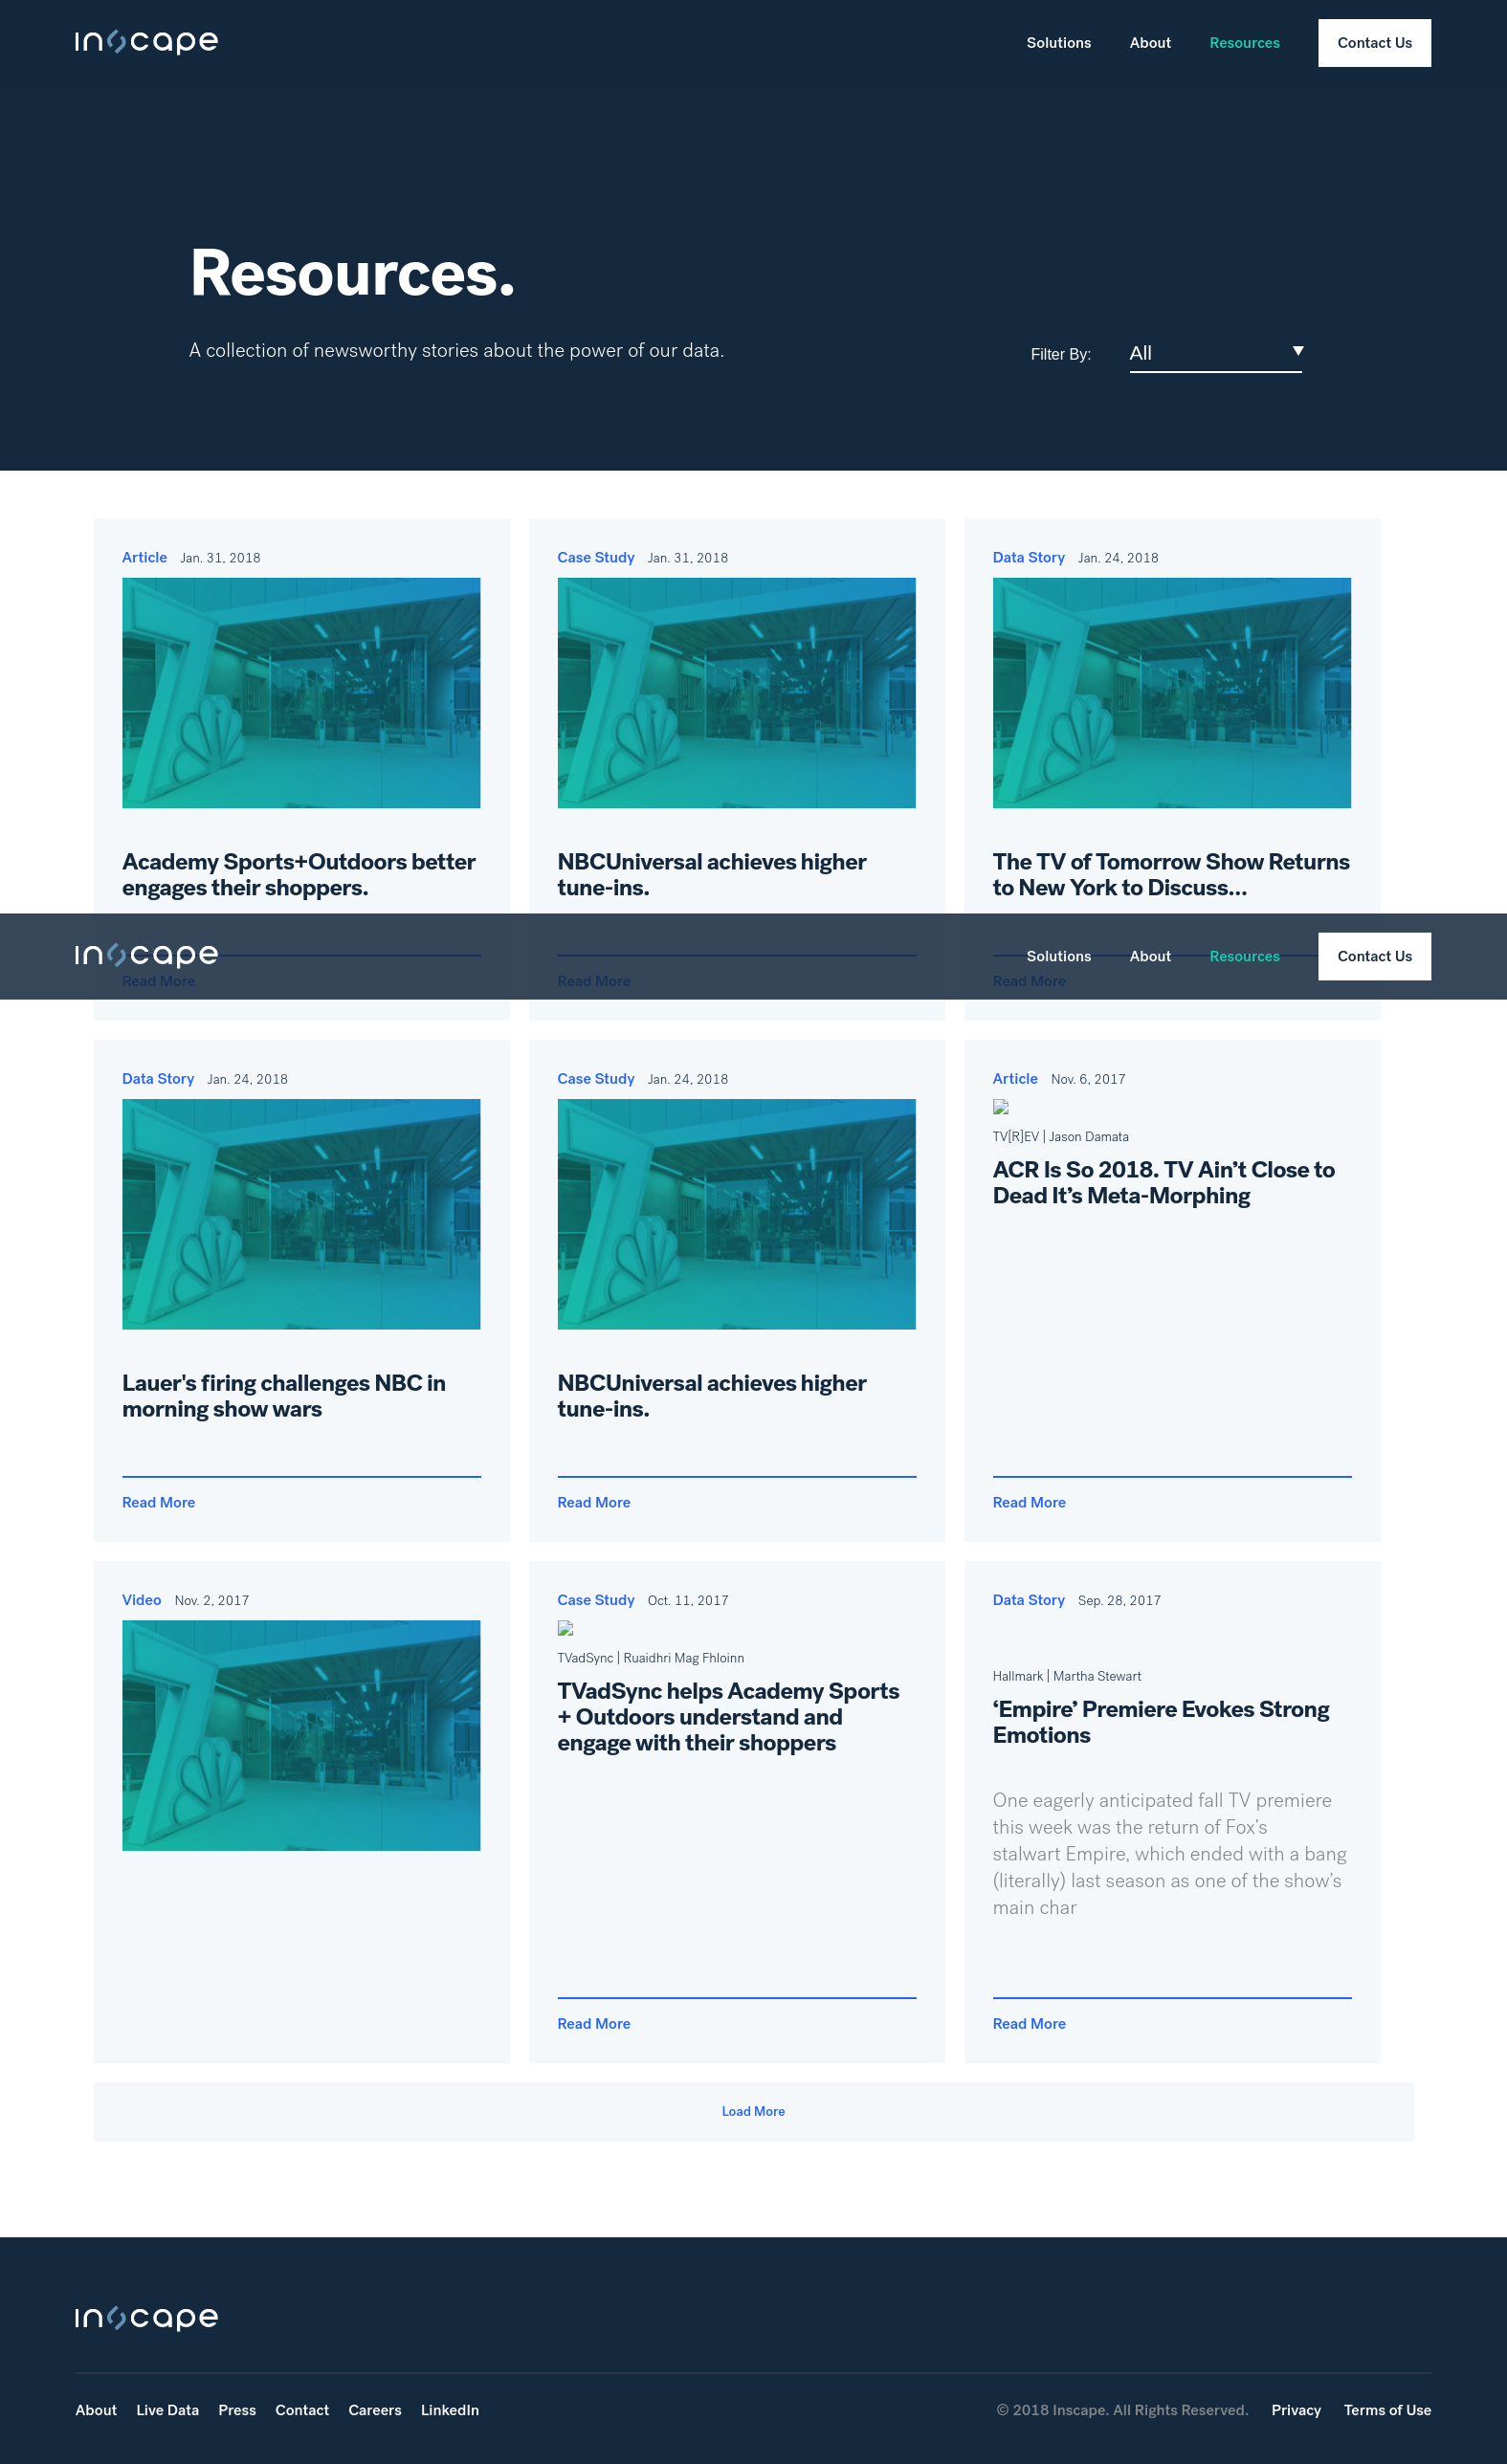 inscape
Solutions About Resources Contact Us
Resources.
A collection of newsworthy stories about the power of our data.
Filter By: All
Article Jan. 31, 2018
Academy Sports+Outdoors better
engages their shoppers.
Read More
Case Study Jan. 31, 2018
NBCUniversal achieves higher
tune-ins.
Read More
Data Story Jan. 24, 2018
The TV of Tomorrow Show Returns
to New York to Discuss...
Read More
inscape
Solutions About Resources Contact Us
Data Story Jan. 24, 2018
Lauer's firing challenges NBC in
morning show wars
Read More
Case Study Jan. 24, 2018
NBCUniversal achieves higher
tune-ins.
Read More
Article Nov. 6, 2017
TV[R]EV | Jason Damata
ACR Is So 2018. TV Ain’t Close to
Dead It’s Meta-Morphing
Read More
Video Nov. 2, 2017
Case Study Oct. 11, 2017
TVadSync | Ruaidhri Mag Fhloinn
TVadSync helps Academy Sports
+ Outdoors understand and
engage with their shoppers
Read More
Data Story Sep. 28, 2017
Hallmark | Martha Stewart
‘Empire’ Premiere Evokes Strong
Emotions
One eagerly anticipated fall TV premiere
this week was the return of Fox’s
stalwart Empire, which ended with a bang
(literally) last season as one of the show’s
main char
Read More
Load More
inscape
About Live Data Press Contact Careers LinkedIn
© 2018 Inscape. All Rights Reserved. Privacy Terms of Use